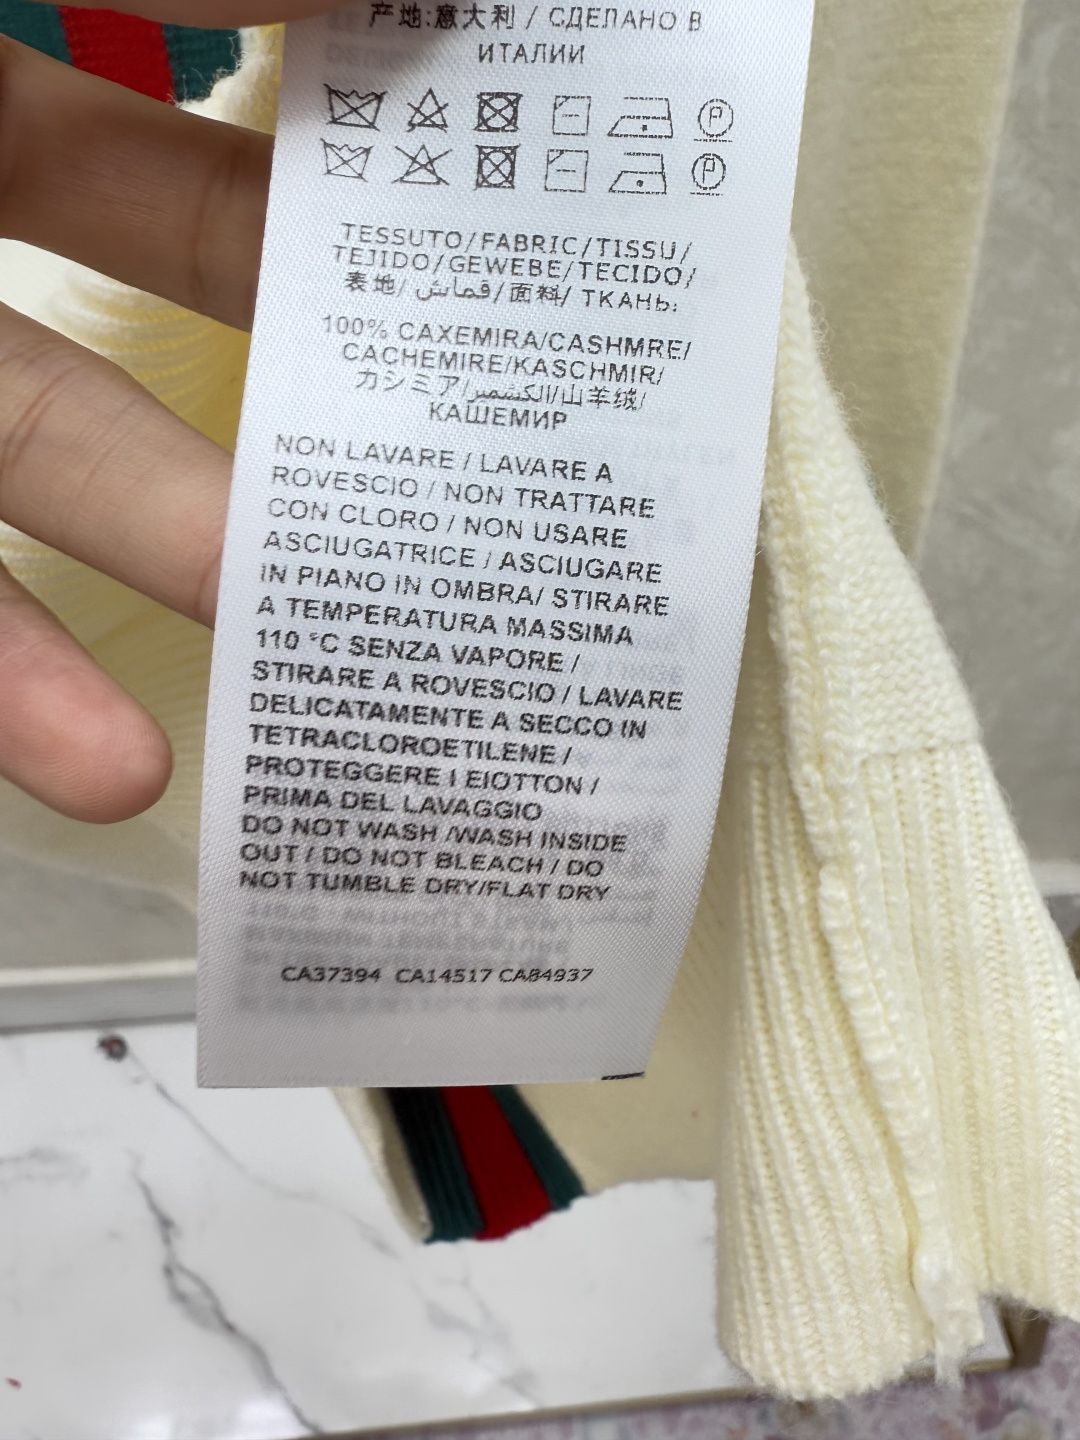 产地:意大利 / СДЕЛАНО В
ИТАЛИИ
P
P
TESSUTO/FABRIC/TISSU/
TEJIDO/GEWEBE/TECIDO/
表地/ قماش/面料/ ТКАНЬ:
100% CAXEMIRA/CASHMRE/
CACHEMIRE/KASCHMIR/
カシミア/الكشمير/山羊绒/
КАШЕМИР
NON LAVARE / LAVARE A
ROVESCIO / NON TRATTARE
CON CLORO / NON USARE
ASCIUGATRICE / ASCIUGARE
IN PIANO IN OMBRA/ STIRARE
A TEMPERATURA MASSIMA
110 °C SENZA VAPORE /
STIRARE A ROVESCIO / LAVARE
DELICATAMENTE A SECCO IN
TETRACLOROETILENE /
PROTEGGERE I EIOTTON /
PRIMA DEL LAVAGGIO
DO NOT WASH /WASH INSIDE
OUT / DO NOT BLEACH / DO
NOT TUMBLE DRY/FLAT DRY
CA37394 CA14517 CA84937